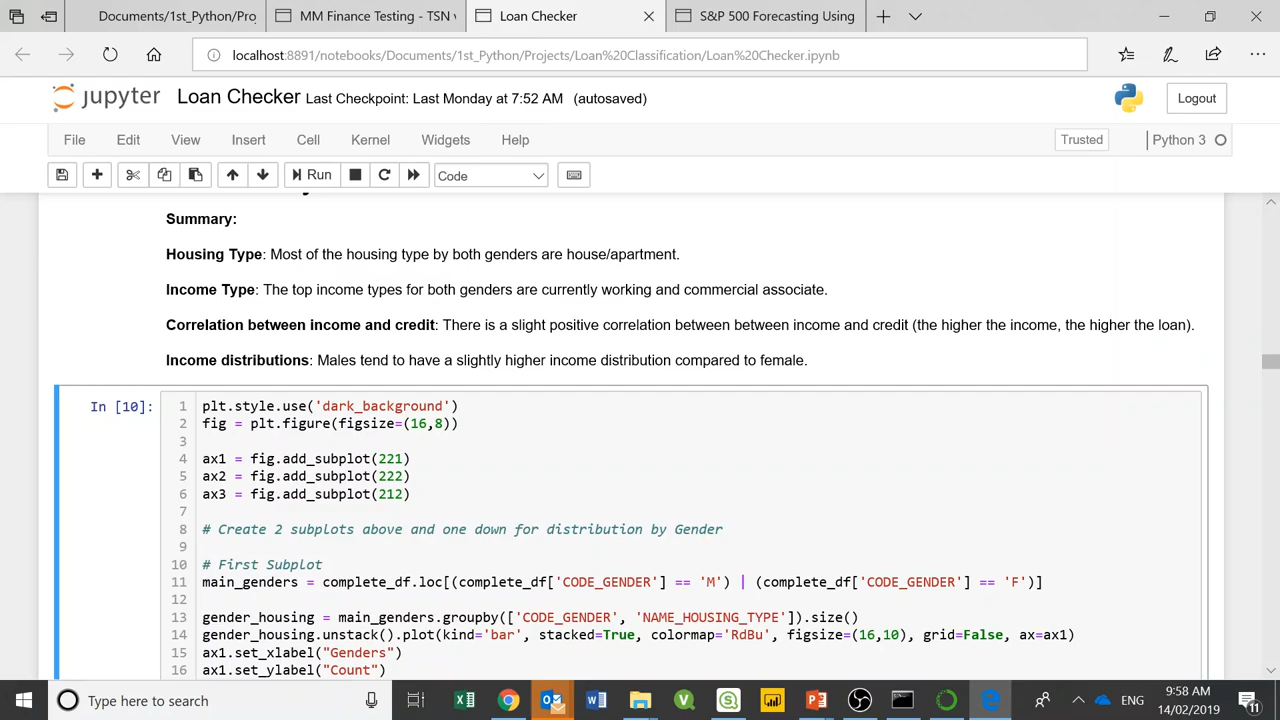 Documents/1st_Python/Pro
MM Finance Testing - TSN
Loan Checker
S&P 500 Forecasting Using
localhost:8891/notebooks/Documents/1st_Python/Projects/Loan%20Classification/Loan%20Checker.ipynb
jupyter Loan Checker Last Checkpoint: Last Monday at 7:52 AM (autosaved)
Logout
File Edit View Insert Cell Kernel Widgets Help
Trusted
Python 3
Run
Code
Summary:
Housing Type: Most of the housing type by both genders are house/apartment.
Income Type: The top income types for both genders are currently working and commercial associate.
Correlation between income and credit: There is a slight positive correlation between between income and credit (the higher the income, the higher the loan).
Income distributions: Males tend to have a slightly higher income distribution compared to female.
In [10]:
1 plt.style.use('dark_background')
2 fig = plt.figure(figsize=(16,8))
3
4 ax1 = fig.add_subplot(221)
5 ax2 = fig.add_subplot(222)
6 ax3 = fig.add_subplot(212)
7
8 # Create 2 subplots above and one down for distribution by Gender
9
10 # First Subplot
11 main_genders = complete_df.loc[(complete_df['CODE_GENDER'] == 'M') | (complete_df['CODE_GENDER'] == 'F')]
12
13 gender_housing = main_genders.groupby(['CODE_GENDER', 'NAME_HOUSING_TYPE']).size()
14 gender_housing.unstack().plot(kind='bar', stacked=True, colormap='RdBu', figsize=(16,10), grid=False, ax=ax1)
15 ax1.set_xlabel("Genders")
16 ax1.set_ylabel("Count")
Type here to search
ENG
9:58 AM
14/02/2019
11